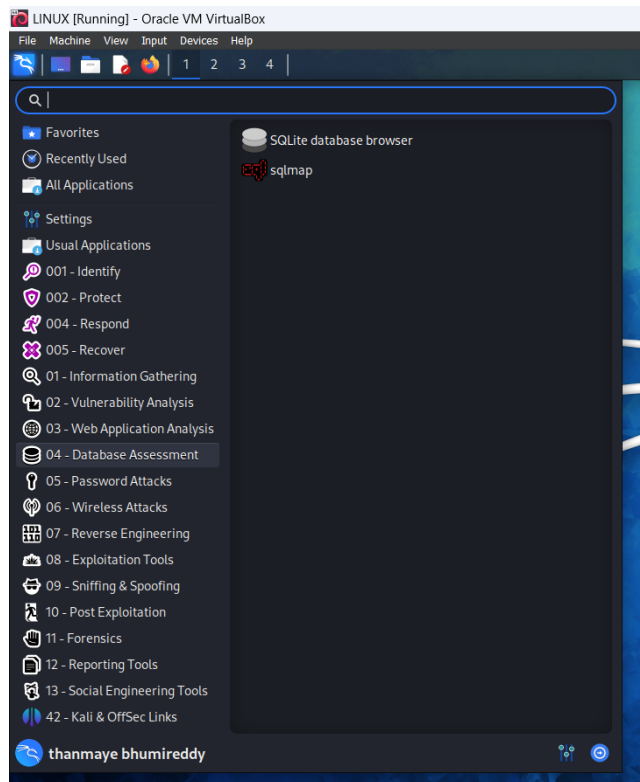 LINUX [Running] - Oracle VM VirtualBox
File Machine View Input Devices Help
1 2 3 4
Favorites
Recently Used
All Applications
Settings
Usual Applications
001 - Identify
002 - Protect
004 - Respond
005 - Recover
01 - Information Gathering
02 - Vulnerability Analysis
03 - Web Application Analysis
04 - Database Assessment
05 - Password Attacks
06 - Wireless Attacks
07 - Reverse Engineering
08 - Exploitation Tools
09 - Sniffing & Spoofing
10 - Post Exploitation
11 - Forensics
12 - Reporting Tools
13 - Social Engineering Tools
42 - Kali & OffSec Links
SQLite database browser
sql sqlmap
thanmaye bhumireddy